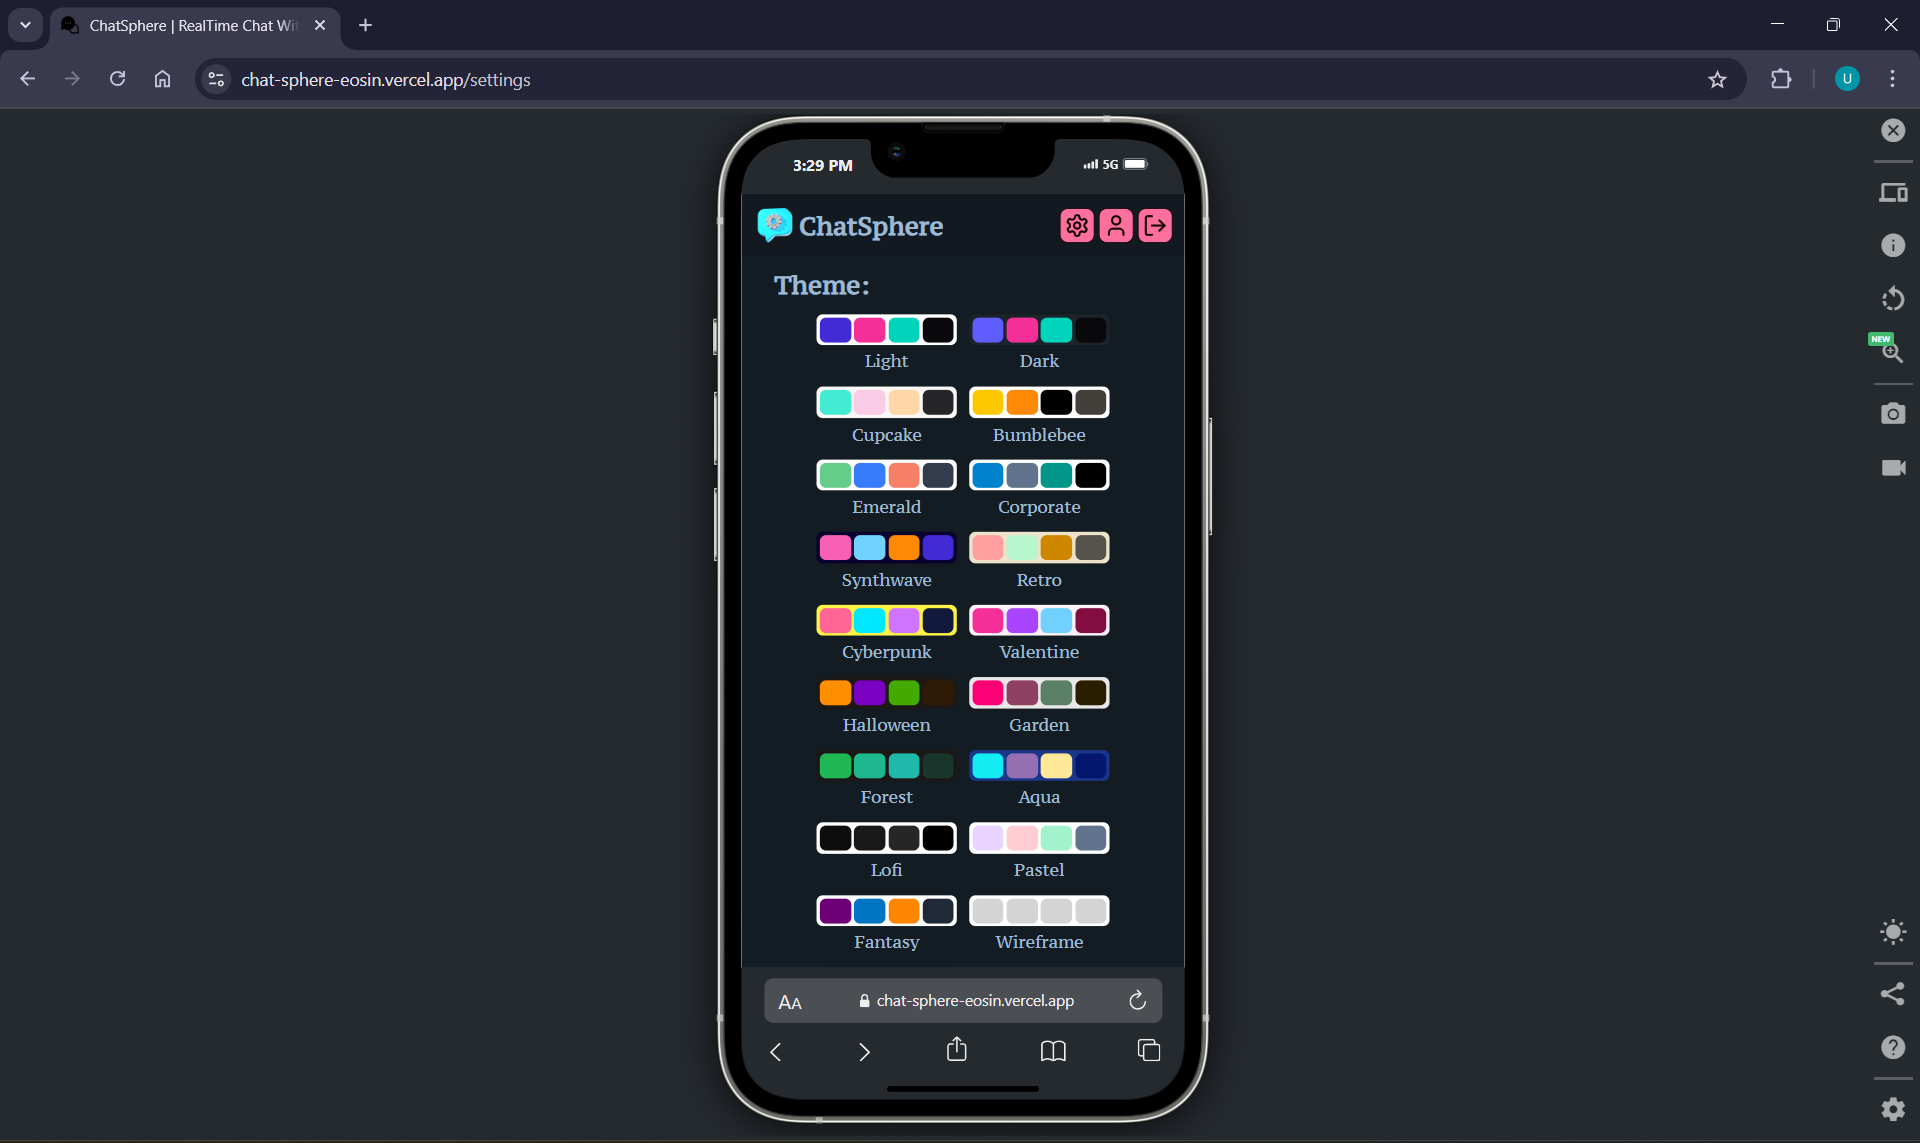 ChatSphere | RealTime Chat Wi
chat-sphere-eosin.vercel.app/settings
U
3:29 PM
5G
ChatSphere
Theme:
Light
Dark
Cupcake
Bumblebee
Emerald
Corporate
Synthwave
Retro
Cyberpunk
Valentine
Halloween
Garden
Forest
Aqua
Lofi
Pastel
Fantasy
Wireframe
AA
chat-sphere-eosin.vercel.app
NEW